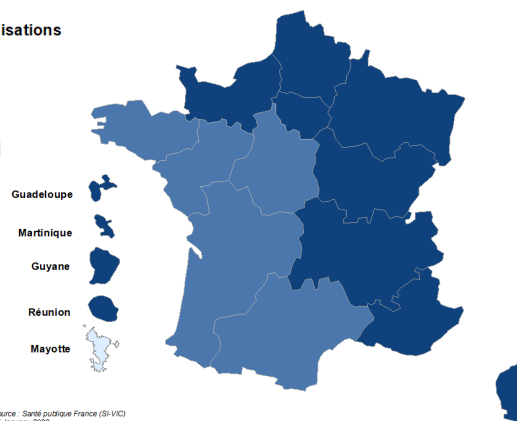 isations
Guadeloupe
Martinique
Guyane
Réunion
Mayotte
urce : Santé publique France (SI-VIC)